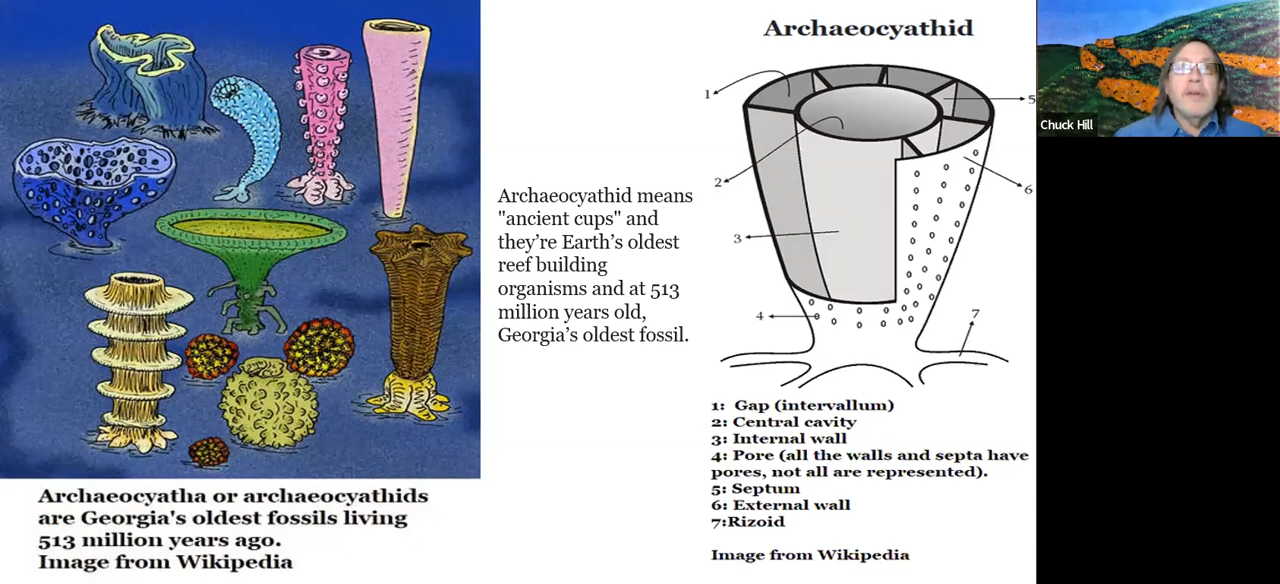 Archaeocyathid
Chuck Hill
1
5
2
6
3
4
7
Archaeocyathid means
"ancient cups" and
they're Earth's oldest
reef building
organisms and at 513
million years old,
Georgia's oldest fossil.
1: Gap (intervallum)
2: Central cavity
3: Internal wall
4: Pore (all the walls and septa have
pores, not all are represented).
5: Septum
6: External wall
7:Rizoid
Image from Wikipedia
Archaeocyatha or archaeocyathids
are Georgia's oldest fossils living
513 million years ago.
Image from Wikipedia